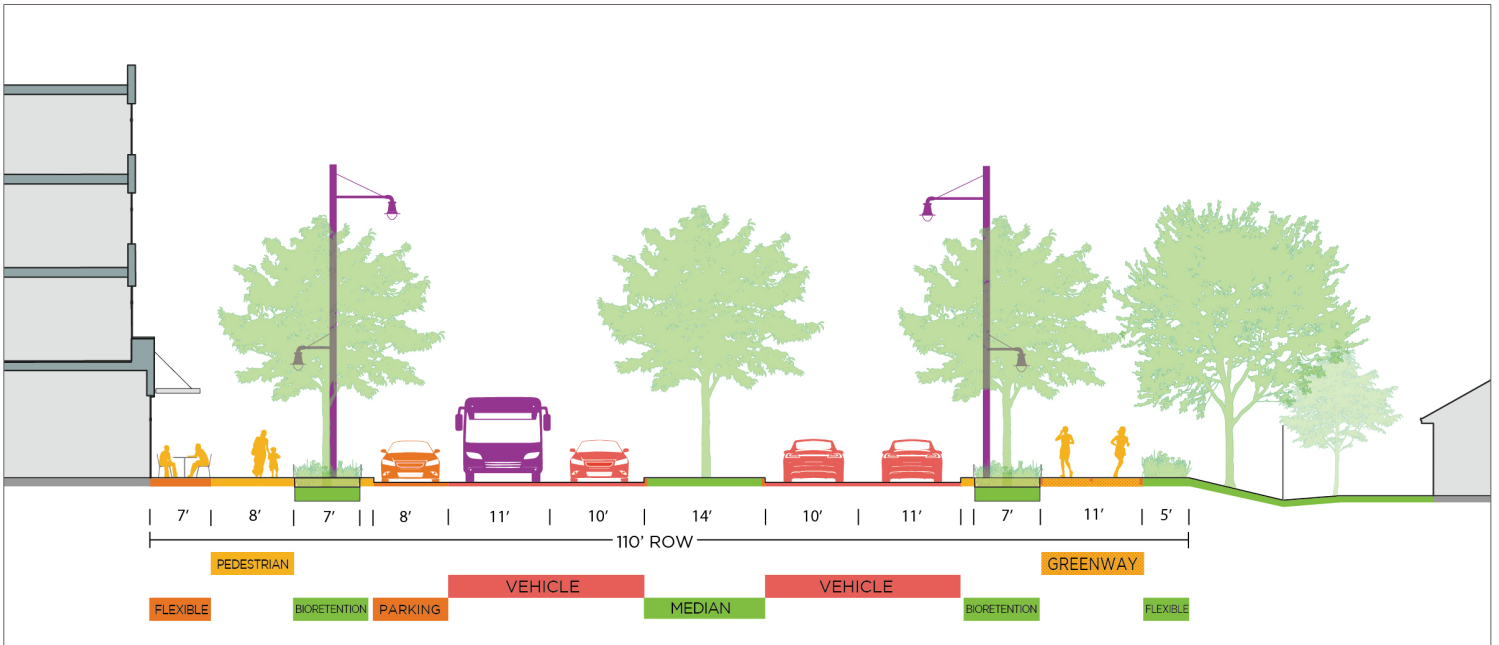 7’ 8’ 7’ 8’ 11’ 10’ 14’ 10’ 11’ 7’ 11’ 5’
110’ ROW
PEDESTRIAN GREENWAY
VEHICLE VEHICLE
FLEXIBLE BIORETENTION PARKING MEDIAN BIORETENTION FLEXIBLE